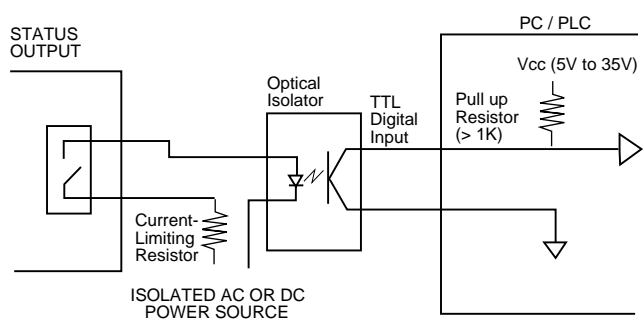 STATUS
OUTPUT
PC / PLC
Vcc (5V to 35V)
Optical
Isolator
TTL
Digital
Input
Pull up
Resistor
(> 1K)
Current-
Limiting
Resistor
ISOLATED AC OR DC
POWER SOURCE